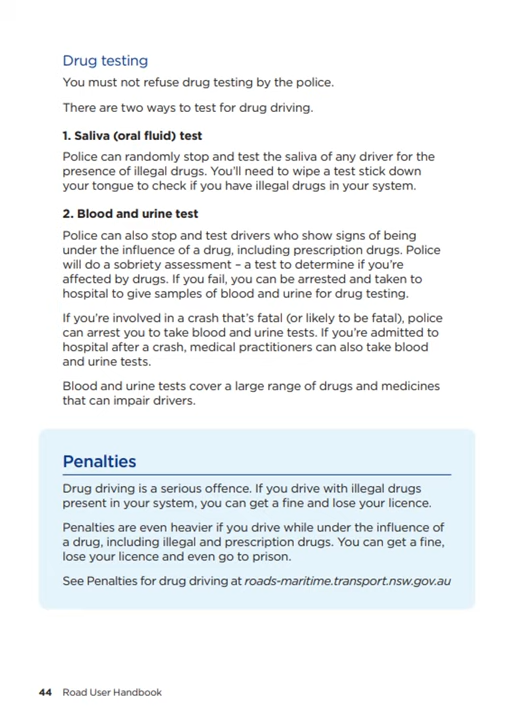 Drug testing
You must not refuse drug testing by the police.
There are two ways to test for drug driving.
1. Saliva (oral fluid) test
Police can randomly stop and test the saliva of any driver for the
presence of illegal drugs. You’ll need to wipe a test stick down
your tongue to check if you have illegal drugs in your system.
2. Blood and urine test
Police can also stop and test drivers who show signs of being
under the influence of a drug, including prescription drugs. Police
will do a sobriety assessment – a test to determine if you’re
affected by drugs. If you fail, you can be arrested and taken to
hospital to give samples of blood and urine for drug testing.
If you’re involved in a crash that’s fatal (or likely to be fatal), police
can arrest you to take blood and urine tests. If you’re admitted to
hospital after a crash, medical practitioners can also take blood
and urine tests.
Blood and urine tests cover a large range of drugs and medicines
that can impair drivers.
Penalties
Drug driving is a serious offence. If you drive with illegal drugs
present in your system, you can get a fine and lose your licence.
Penalties are even heavier if you drive while under the influence of
a drug, including illegal and prescription drugs. You can get a fine,
lose your licence and even go to prison.
See Penalties for drug driving at roads-maritime.transport.nsw.gov.au
44 Road User Handbook